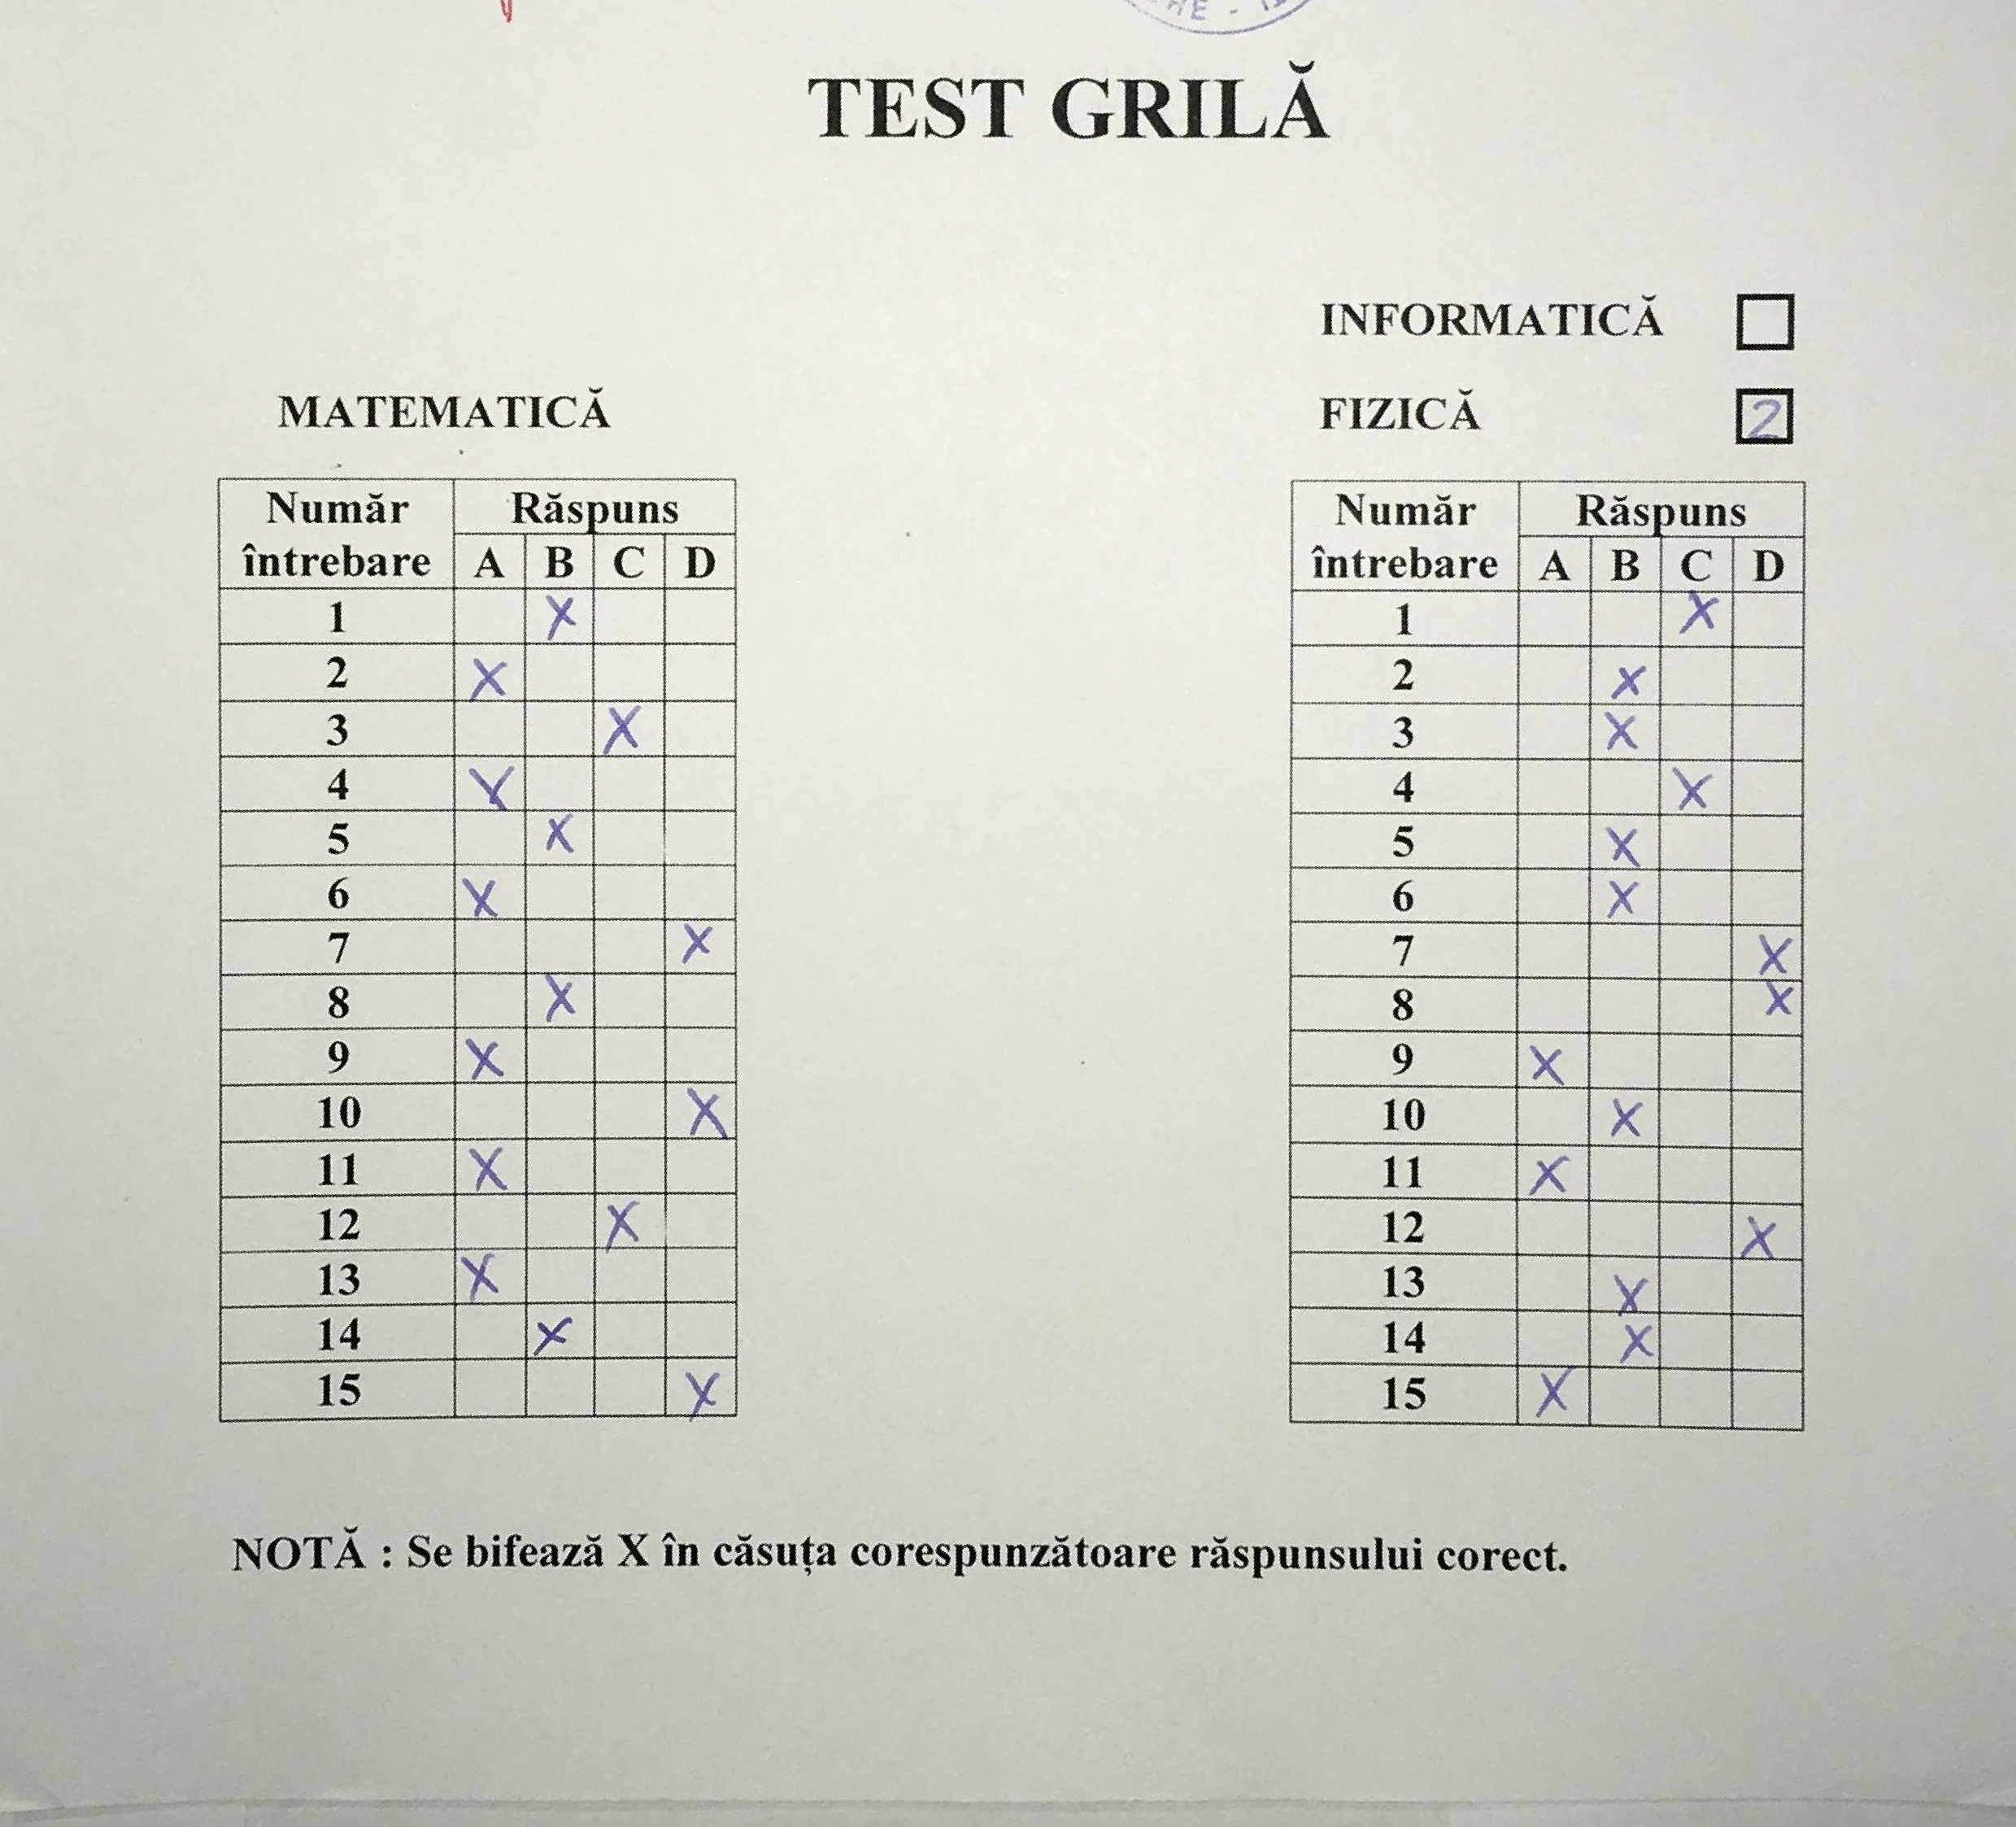 TEST GRILĂ
INFORMATICĂ
MATEMATICĂ
FIZICĂ 2
Număr întrebare Răspuns
A B C D
1 X
2 X
3 X
4 X
5 X
6 X
7 X
8 X
9 X
10 X
11 X
12 X
13 X
14 X
15 X
Număr întrebare Răspuns
A B C D
1 X
2 X
3 X
4 X
5 X
6 X
7 X
8 X
9 X
10 X
11 X
12 X
13 X
14 X
15 X
NOTĂ : Se bifează X în căsuța corespunzătoare răspunsului corect.